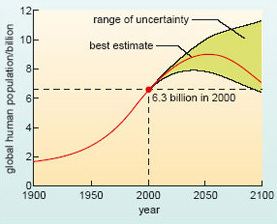 global human population/billion
12
10
8
6
4
2
0
range of uncertainty
best estimate
6.3 billion in 2000
1900
1950
2000
2050
2100
year